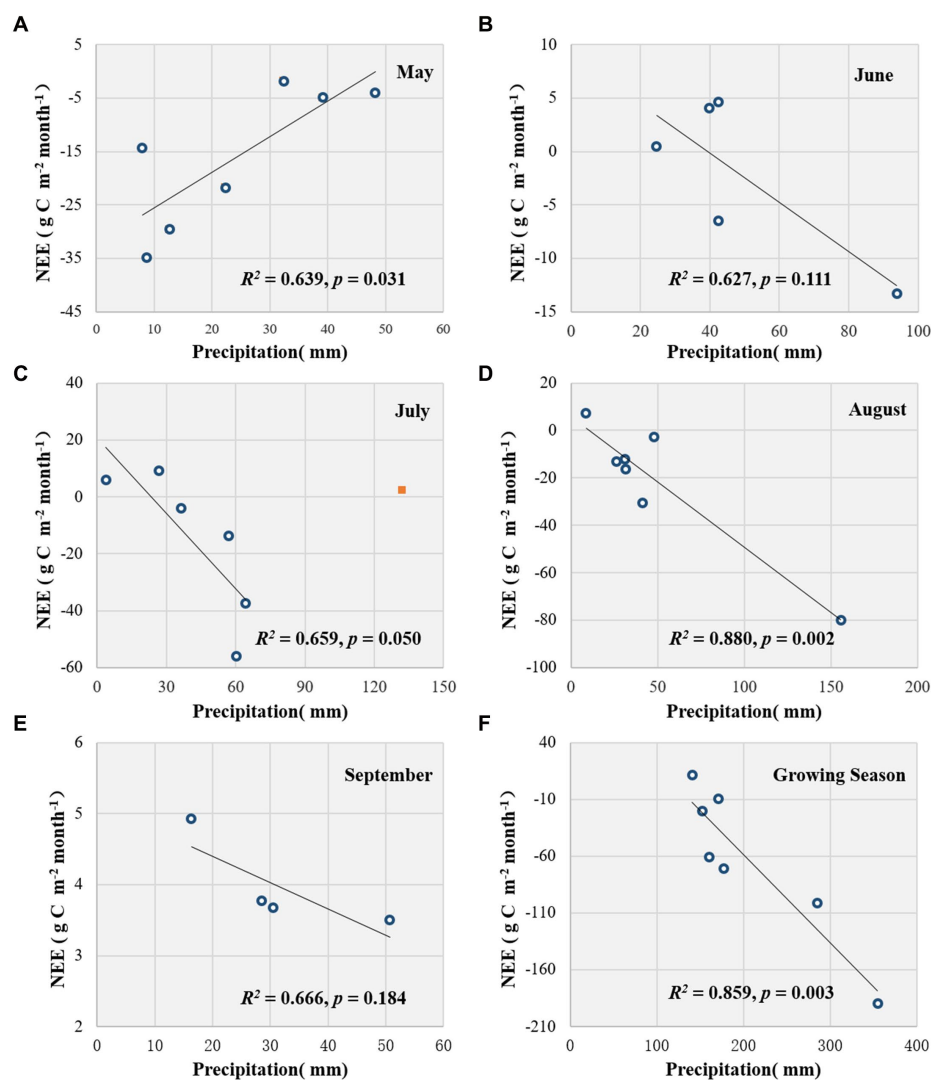 A
May
NEE ( g C m-2 month-1 )
5
-5
-15
-25
-35
-45
R2 = 0.639, p = 0.031
0 10 20 30 40 50 60
Precipitation( mm)
B
June
NEE ( g C m-2 month-1 )
10
5
0
-5
-10
-15
R2 = 0.627, p = 0.111
0 20 40 60 80 100
Precipitation( mm)
C
July
NEE ( g C m-2 month-1 )
40
20
0
-20
-40
-60
R2 = 0.659, p = 0.050
0 30 60 90 120 150
Precipitation( mm)
D
August
NEE ( g C m-2 month-1 )
20
0
-20
-40
-60
-80
-100
R2 = 0.880, p = 0.002
0 50 100 150 200
Precipitation( mm)
E
September
NEE ( g C m-2 month-1 )
6
5
4
3
2
R2 = 0.666, p = 0.184
0 10 20 30 40 50 60
Precipitation( mm)
F
Growing Season
NEE ( g C m-2 month-1 )
40
-10
-60
-110
-160
-210
R2 = 0.859, p = 0.003
0 100 200 300 400
Precipitation( mm)